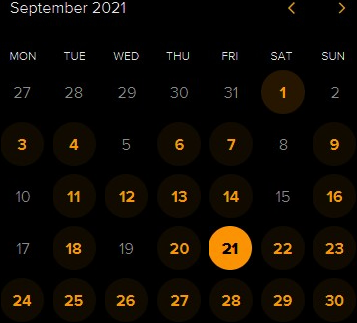 September 2021
MON TUE WED THU FRI SAT SUN
27 28 29 30 31 1 2
3 4 5 6 7 8 9
10 11 12 13 14 15 16
17 18 19 20 21 22 23
24 25 26 27 28 29 30